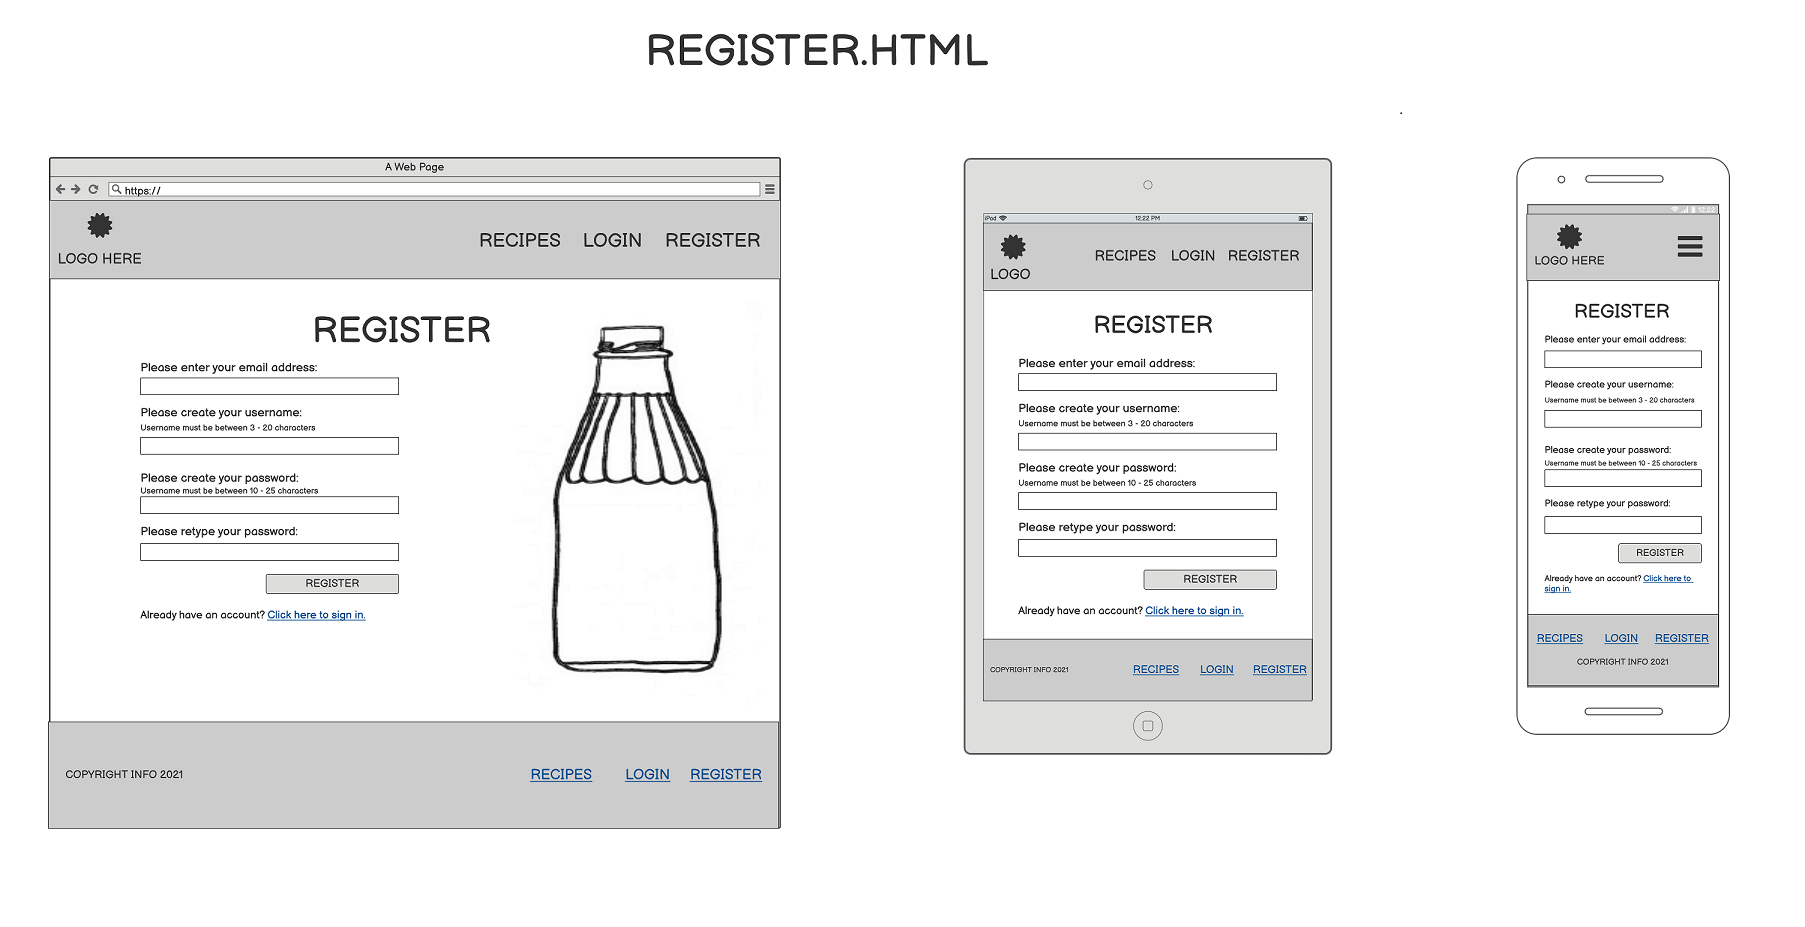 REGISTER.HTML
A Web Page
https://
LOGO HERE
RECIPES LOGIN REGISTER
REGISTER
Please enter your email address:
Please create your username:
Username must be between 3 - 20 characters
Please create your password:
Username must be between 10 - 25 characters
Please retype your password:
REGISTER
Already have an account? Click here to sign in.
COPYRIGHT INFO 2021
RECIPES LOGIN REGISTER
iPad
12:22 PM
LOGO
RECIPES LOGIN REGISTER
REGISTER
Please enter your email address:
Please create your username:
Username must be between 3 - 20 characters
Please create your password:
Username must be between 10 - 25 characters
Please retype your password:
REGISTER
Already have an account? Click here to sign in.
COPYRIGHT INFO 2021
RECIPES LOGIN REGISTER
LOGO HERE
REGISTER
Please enter your email address:
Please create your username:
Username must be between 3 - 20 characters
Please create your password:
Username must be between 10 - 25 characters
Please retype your password:
REGISTER
Already have an account? Click here to
sign in.
RECIPES LOGIN REGISTER
COPYRIGHT INFO 2021